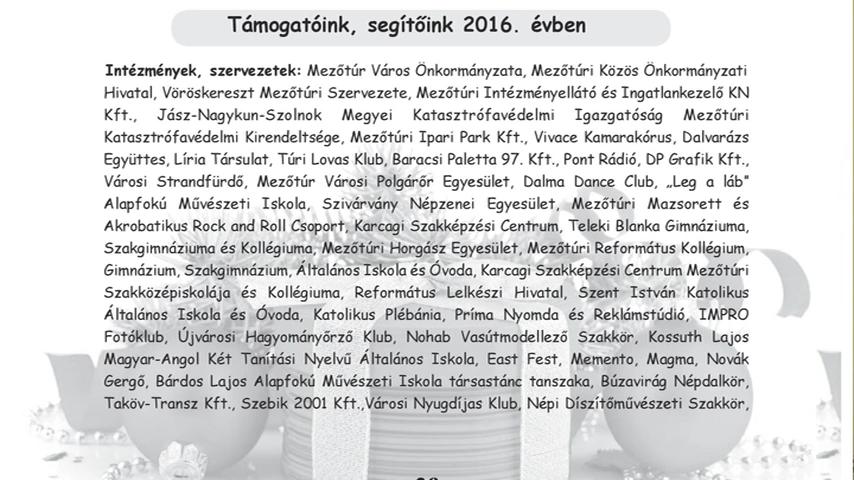 Támogatóink, segítőink 2016. évben
Intézmények, szervezetek: Mezőtúr Város Önkormányzata, Mezőtúri Közös Önkormányzati
Hivatal, Vöröskereszt Mezőtúri Szervezete, Mezőtúri Intézményellátó és Ingatlankezelő KN
Kft., Jász-Nagykun-Szolnok Megyei Katasztrófavédelmi Igazgatóság Mezőtúri
Katasztrófavédelmi Kirendeltsége, Mezőtúri Ipari Park Kft., Vivace Kamarakórus, Dalvarázs
Együttes, Líria Társulat, Túri Lovas Klub, Baracsi Paletta 97. Kft., Pont Rádió, DP Grafik Kft.,
Városi Strandfürdő, Mezőtúr Városi Polgárőr Egyesület, Dalma Dance Club, „Leg a láb"
Alapfokú Művészeti Iskola, Szivárvány Népzenei Egyesület, Mezőtúri Mazsorett és
Akrobatikus Rock and Roll Csoport, Karcagi Szakképzési Centrum, Teleki Blanka Gimnáziuma,
Szakgimnáziuma és Kollégiuma, Mezőtúri Horgász Egyesület, Mezőtúri Református Kollégium,
Gimnázium, Szakgimnázium, Általános Iskola és Óvoda, Karcagi Szakképzési Centrum Mezőtúri
Szakközépiskolája és Kollégiuma, Református Lelkészi Hivatal, Szent István Katolikus
Általános Iskola és Óvoda, Katolikus Plébánia, Príma Nyomda és Reklámstúdió, IMPRO
Fotóklub, Újvárosi Hagyományőrző Klub, Nohab Vasútmodellező Szakkör, Kossuth Lajos
Magyar-Angol Két Tanítási Nyelvű Általános Iskola, East Fest, Memento, Magma, Novák
Gergő, Bárdos Lajos Alapfokú Művészeti Iskola társastánc tanszaka, Búzavirág Népdalkör,
Taköv-Transz Kft., Szebik 2001 Kft.,Városi Nyugdíjas Klub, Népi Díszítőművészeti Szakkör,